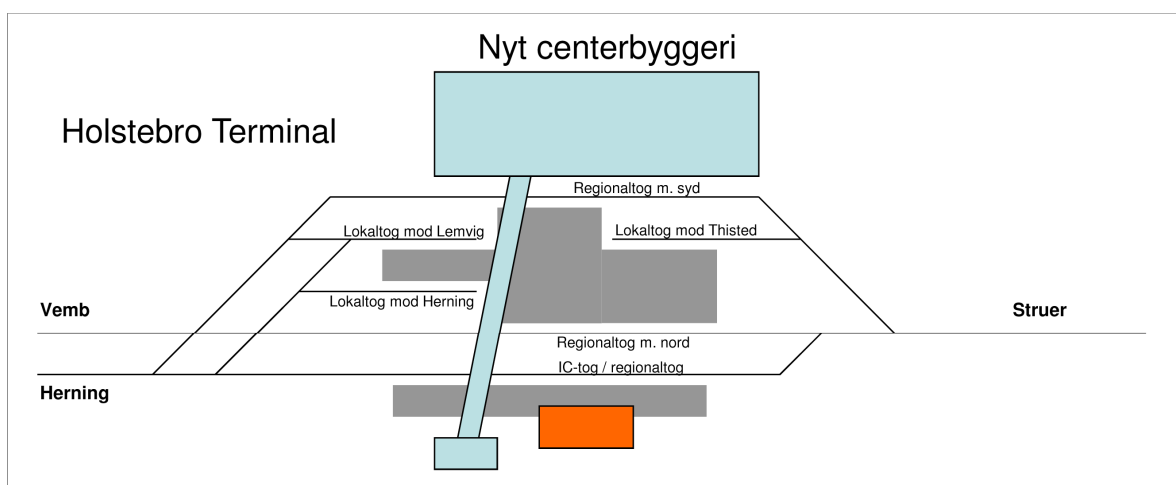 Nyt centerbyggeri
Holstebro Terminal
Regionaltog m. syd
Lokaltog mod Lemvig
Lokaltog mod Thisted
Lokaltog mod Herning
Vemb
Struer
Regionaltog m. nord
IC-tog / regionaltog
Herning